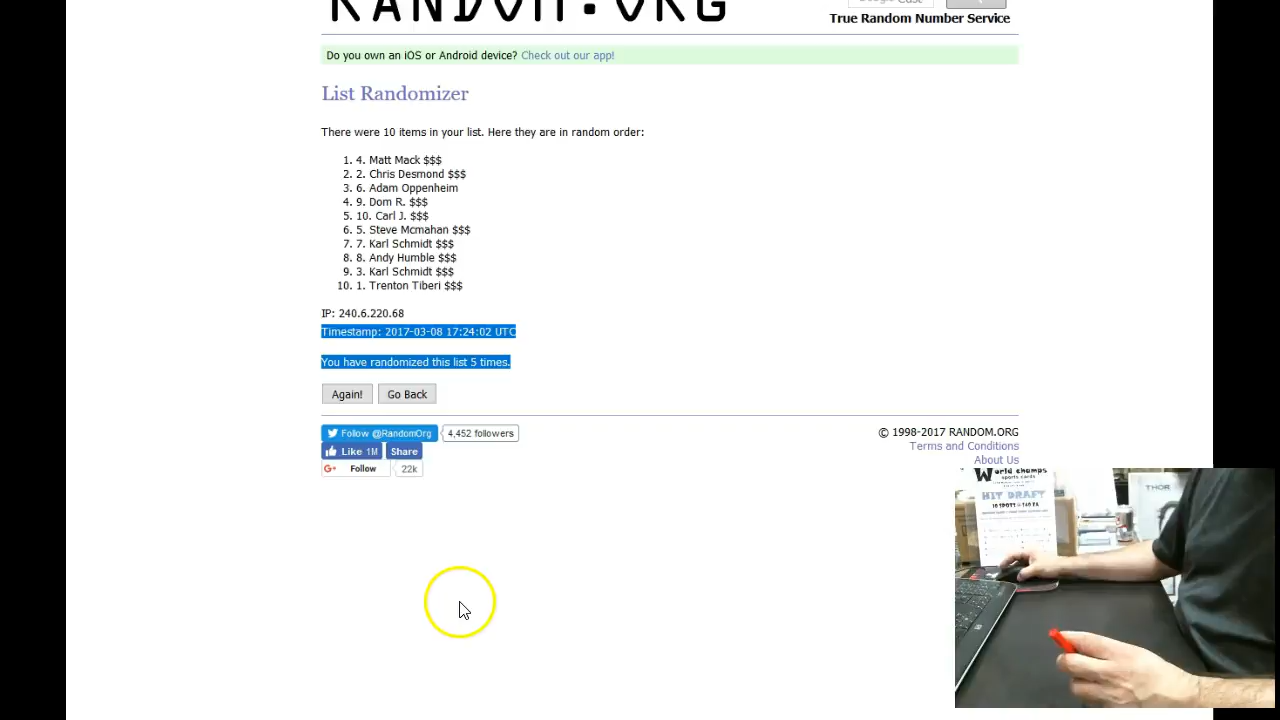 RANDOM.ORG
True Random Number Service
Do you own an iOS or Android device? Check out our app!
List Randomizer
There were 10 items in your list. Here they are in random order:
1. 4. Matt Mack $$$
2. 2. Chris Desmond $$$
3. 6. Adam Oppenheim
4. 9. Dom R. $$$
5. 10. Carl J. $$$
6. 5. Steve Mcmahan $$$
7. 7. Karl Schmidt $$$
8. 8. Andy Humble $$$
9. 3. Karl Schmidt $$$
10. 1. Trenton Tiberi $$$
IP: 240.6.220.68
Timestamp: 2017-03-08 17:24:02 UTC
You have randomized this list 5 times.
Again! Go Back
Follow @RandomOrg 4,452 followers
Like 1M Share
G+ Follow 22k
© 1998-2017 RANDOM.ORG
Terms and Conditions
About Us
World champs
sports cards
HIT DRAFT
THOR